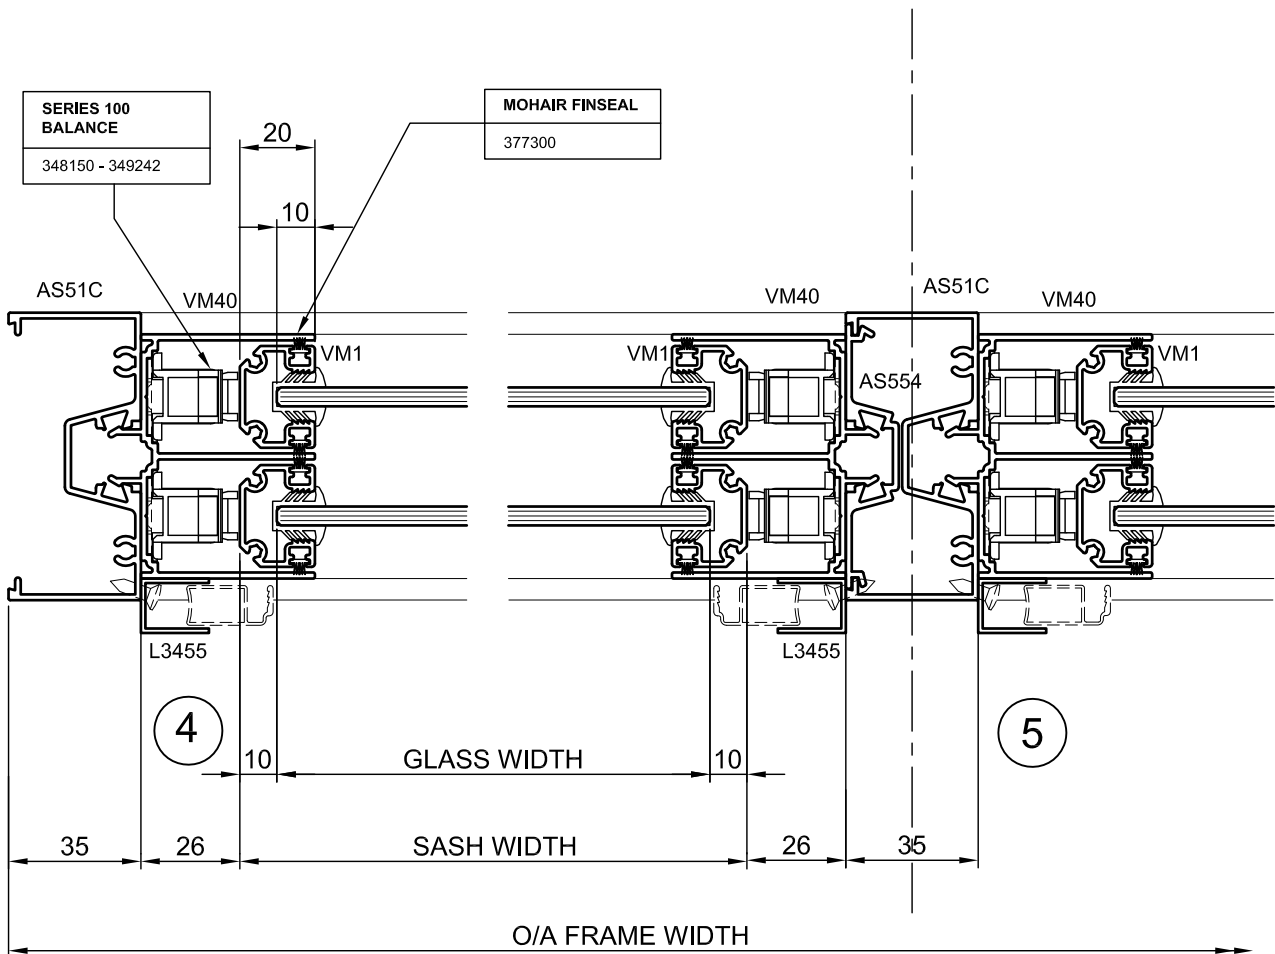 SERIES 100
BALANCE
348150 - 349242
MOHAIR FINSEAL
377300
20
10
AS51C
VM40
VM40
AS51C
VM40
VM1
VM1
VM1
AS554
L3455
L3455
4
5
10
GLASS WIDTH
10
35
26
SASH WIDTH
26
35
O/A FRAME WIDTH